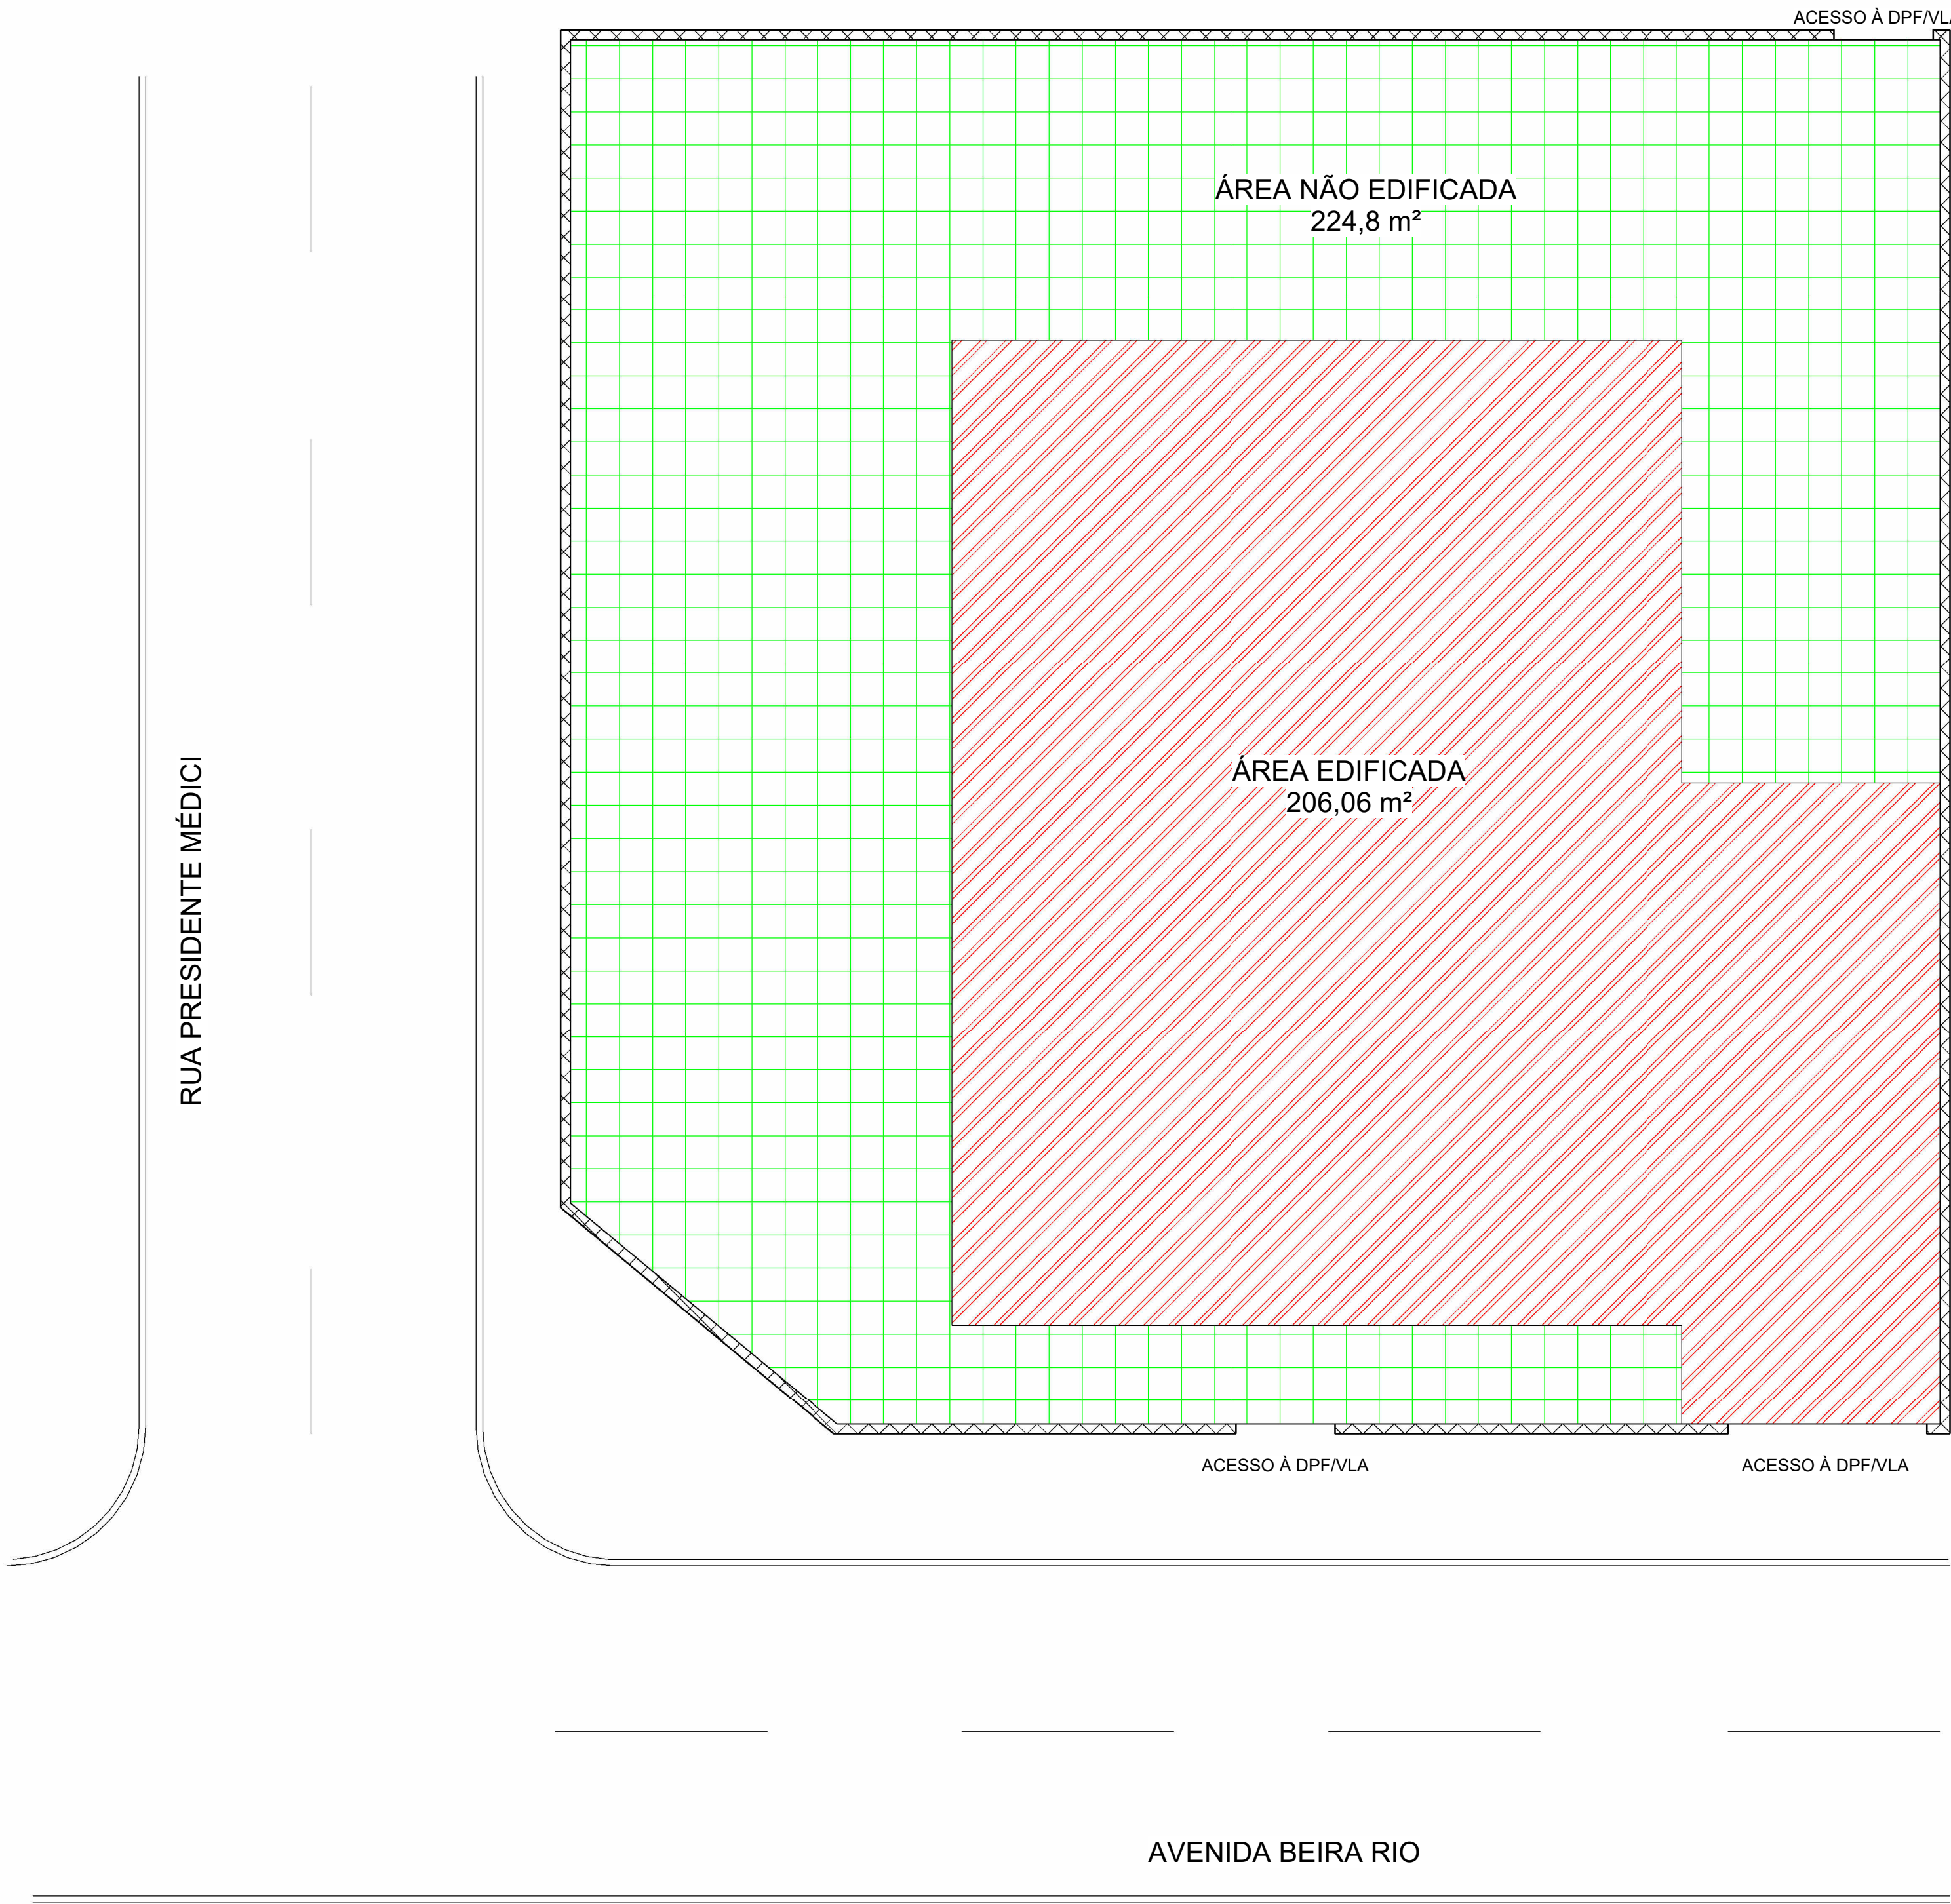 ACESSO À DPF/VLA
ÁREA NÃO EDIFICADA
224,8 m²
ÁREA EDIFICADA
206,06 m²
RUA PRESIDENTE MÉDICI
ACESSO À DPF/VLA
ACESSO À DPF/VLA
AVENIDA BEIRA RIO